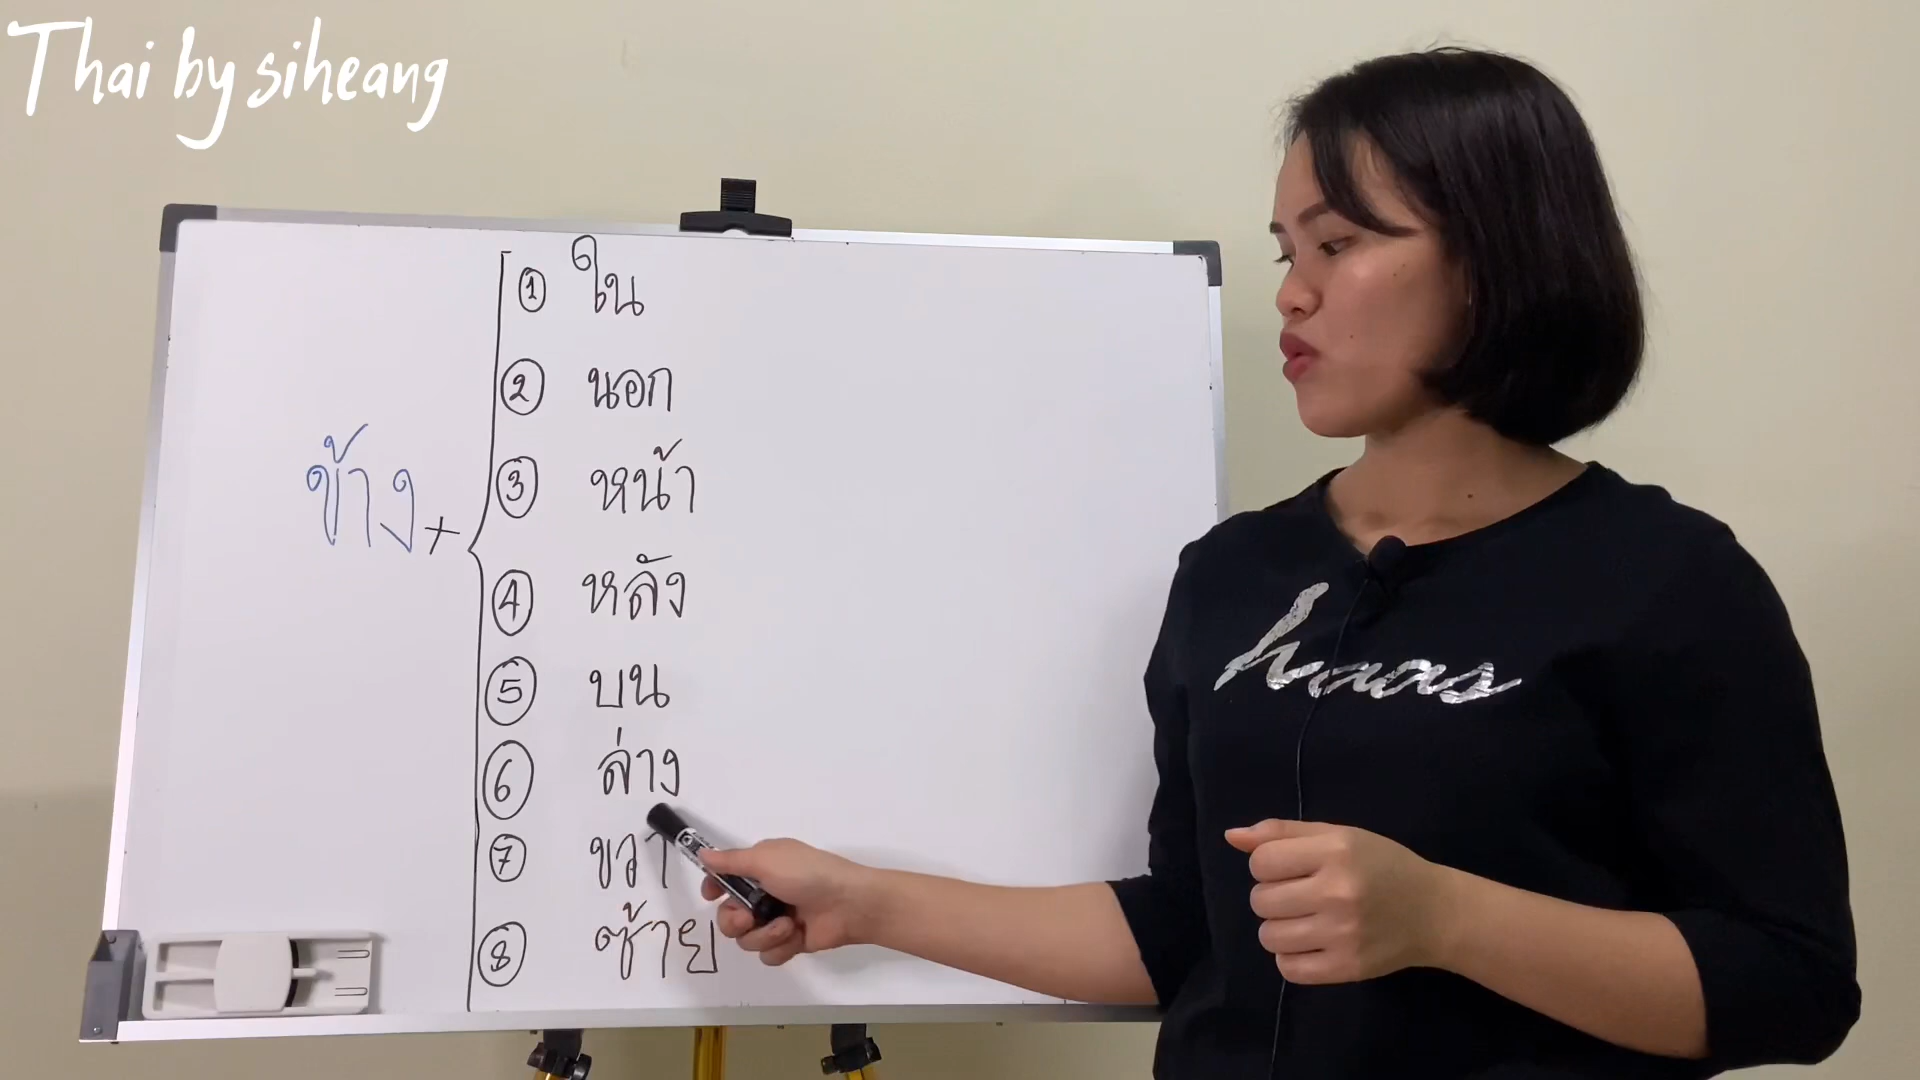 Thai by siheang
ข้าง +
1 ใน
2 นอก
3 หน้า
4 หลัง
5 บน
6 ล่าง
7 ขวา
8 ซ้าย
haas